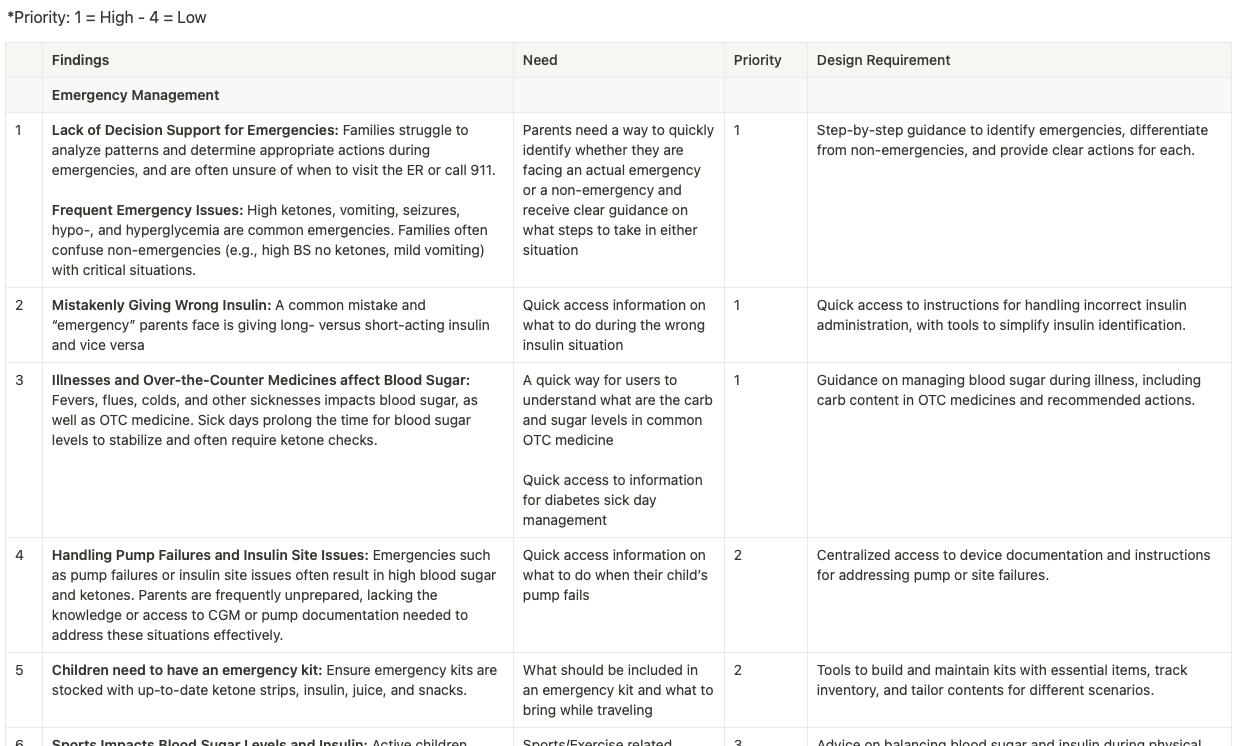 *Priority: 1 = High - 4 = Low
Findings
Need
Priority
Design Requirement
Emergency Management
1
Lack of Decision Support for Emergencies: Families struggle to
analyze patterns and determine appropriate actions during
emergencies, and are often unsure of when to visit the ER or call 911.
Frequent Emergency Issues: High ketones, vomiting, seizures,
hypo-, and hyperglycemia are common emergencies. Families often
confuse non-emergencies (e.g., high BS no ketones, mild vomiting)
with critical situations.
Parents need a way to quickly
identify whether they are
facing an actual emergency
or a non-emergency and
receive clear guidance on
what steps to take in either
situation
1
Step-by-step guidance to identify emergencies, differentiate
from non-emergencies, and provide clear actions for each.
2
Mistakenly Giving Wrong Insulin: A common mistake and
“emergency” parents face is giving long- versus short-acting insulin
and vice versa
Quick access information on
what to do during the wrong
insulin situation
1
Quick access to instructions for handling incorrect insulin
administration, with tools to simplify insulin identification.
3
Illnesses and Over-the-Counter Medicines affect Blood Sugar:
Fevers, flues, colds, and other sicknesses impacts blood sugar, as
well as OTC medicine. Sick days prolong the time for blood sugar
levels to stabilize and often require ketone checks.
A quick way for users to
understand what are the carb
and sugar levels in common
OTC medicine
Quick access to information
for diabetes sick day
management
1
Guidance on managing blood sugar during illness, including
carb content in OTC medicines and recommended actions.
4
Handling Pump Failures and Insulin Site Issues: Emergencies such
as pump failures or insulin site issues often result in high blood sugar
and ketones. Parents are frequently unprepared, lacking the
knowledge or access to CGM or pump documentation needed to
address these situations effectively.
Quick access information on
what to do when their child’s
pump fails
2
Centralized access to device documentation and instructions
for addressing pump or site failures.
5
Children need to have an emergency kit: Ensure emergency kits are
stocked with up-to-date ketone strips, insulin, juice, and snacks.
What should be included in
an emergency kit and what to
bring while traveling
2
Tools to build and maintain kits with essential items, track
inventory, and tailor contents for different scenarios.
6
Sports Impacts Blood Sugar Levels and Insulin: Active children
Sports/Exercise related
3
Advice on balancing blood sugar and insulin during physical